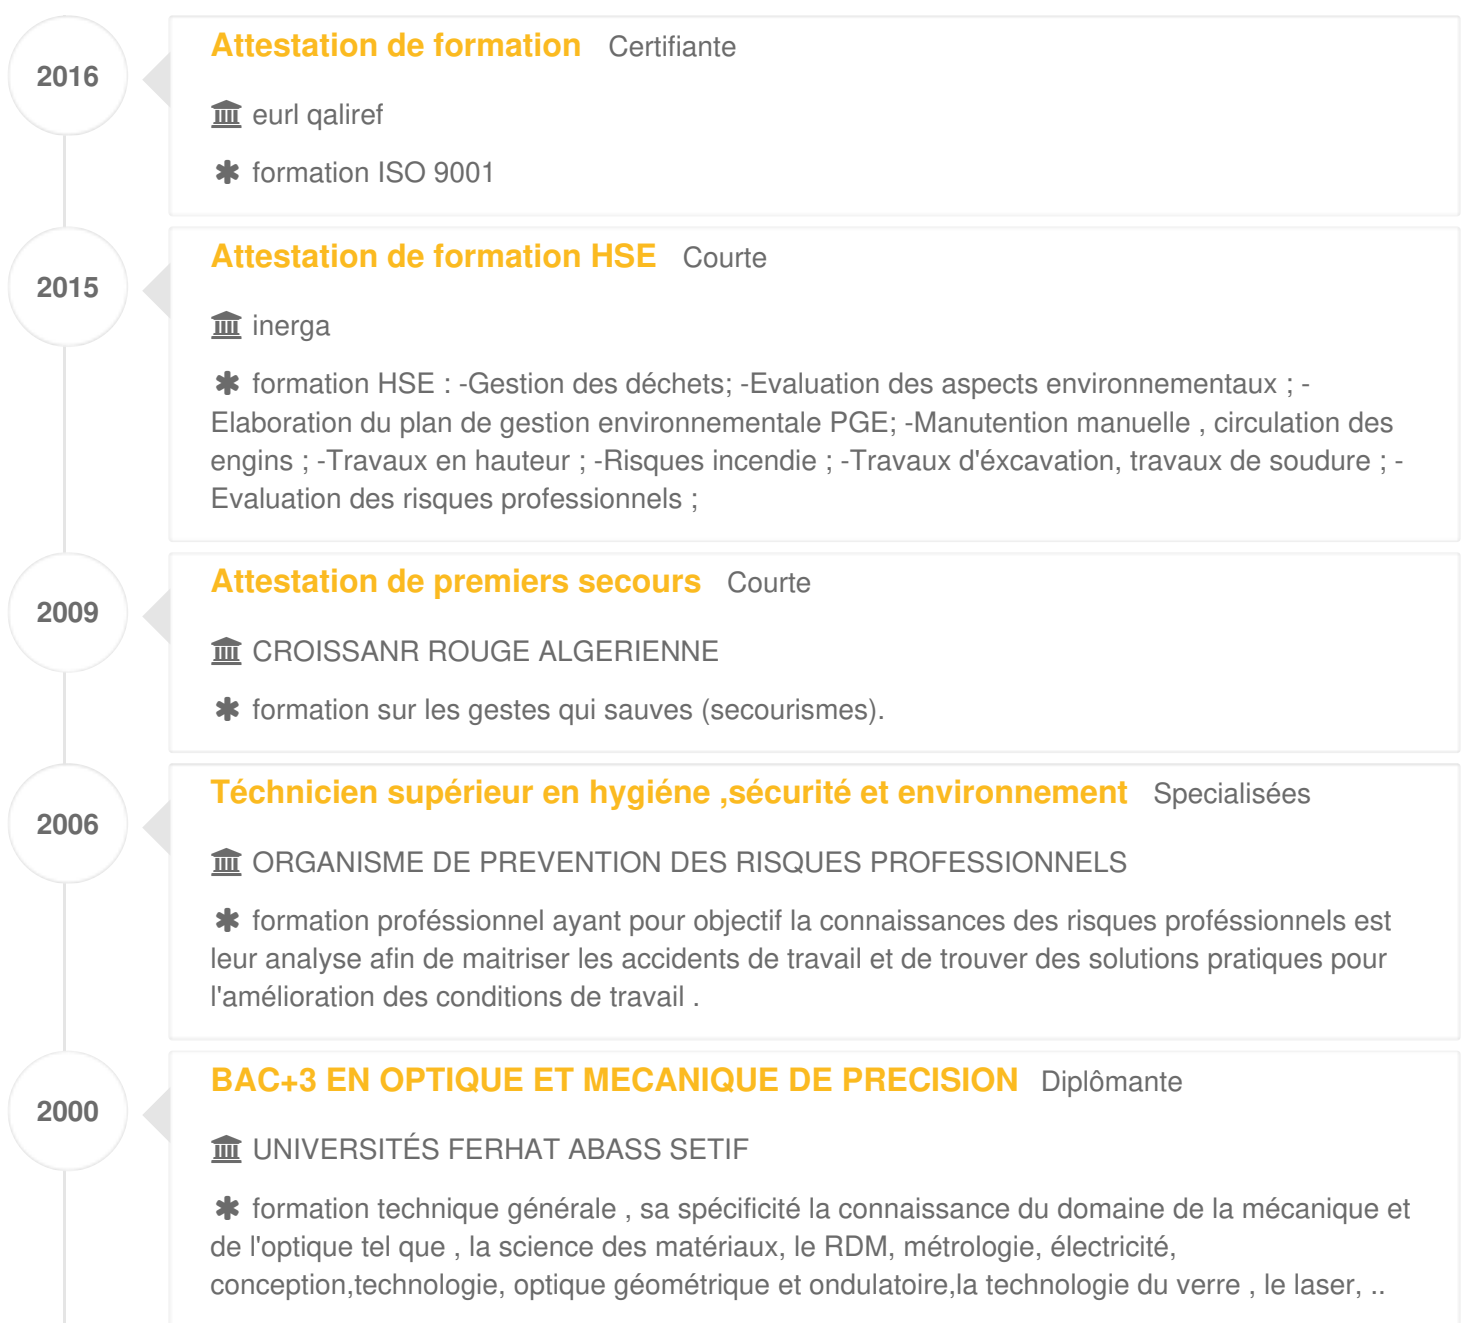 2016
Attestation de formation Certifiante
eurl qaliref
formation ISO 9001
2015
Attestation de formation HSE Courte
inerga
formation HSE : -Gestion des déchets; -Evaluation des aspects environnementaux ; -
Elaboration du plan de gestion environnementale PGE; -Manutention manuelle , circulation des
engins ; -Travaux en hauteur ; -Risques incendie ; -Travaux d'éxcavation, travaux de soudure ; -
Evaluation des risques professionnels ;
2009
Attestation de premiers secours Courte
CROISSANR ROUGE ALGERIENNE
formation sur les gestes qui sauves (secourismes).
2006
Téchnicien supérieur en hygiéne ,sécurité et environnement Specialisées
ORGANISME DE PREVENTION DES RISQUES PROFESSIONNELS
formation proféssionnel ayant pour objectif la connaissances des risques proféssionnels est
leur analyse afin de maitriser les accidents de travail et de trouver des solutions pratiques pour
l'amélioration des conditions de travail .
2000
BAC+3 EN OPTIQUE ET MECANIQUE DE PRECISION Diplômante
UNIVERSITÉS FERHAT ABASS SETIF
formation technique générale , sa spécificité la connaissance du domaine de la mécanique et
de l'optique tel que , la science des matériaux, le RDM, métrologie, électricité,
conception,technologie, optique géométrique et ondulatoire,la technologie du verre , le laser, ..